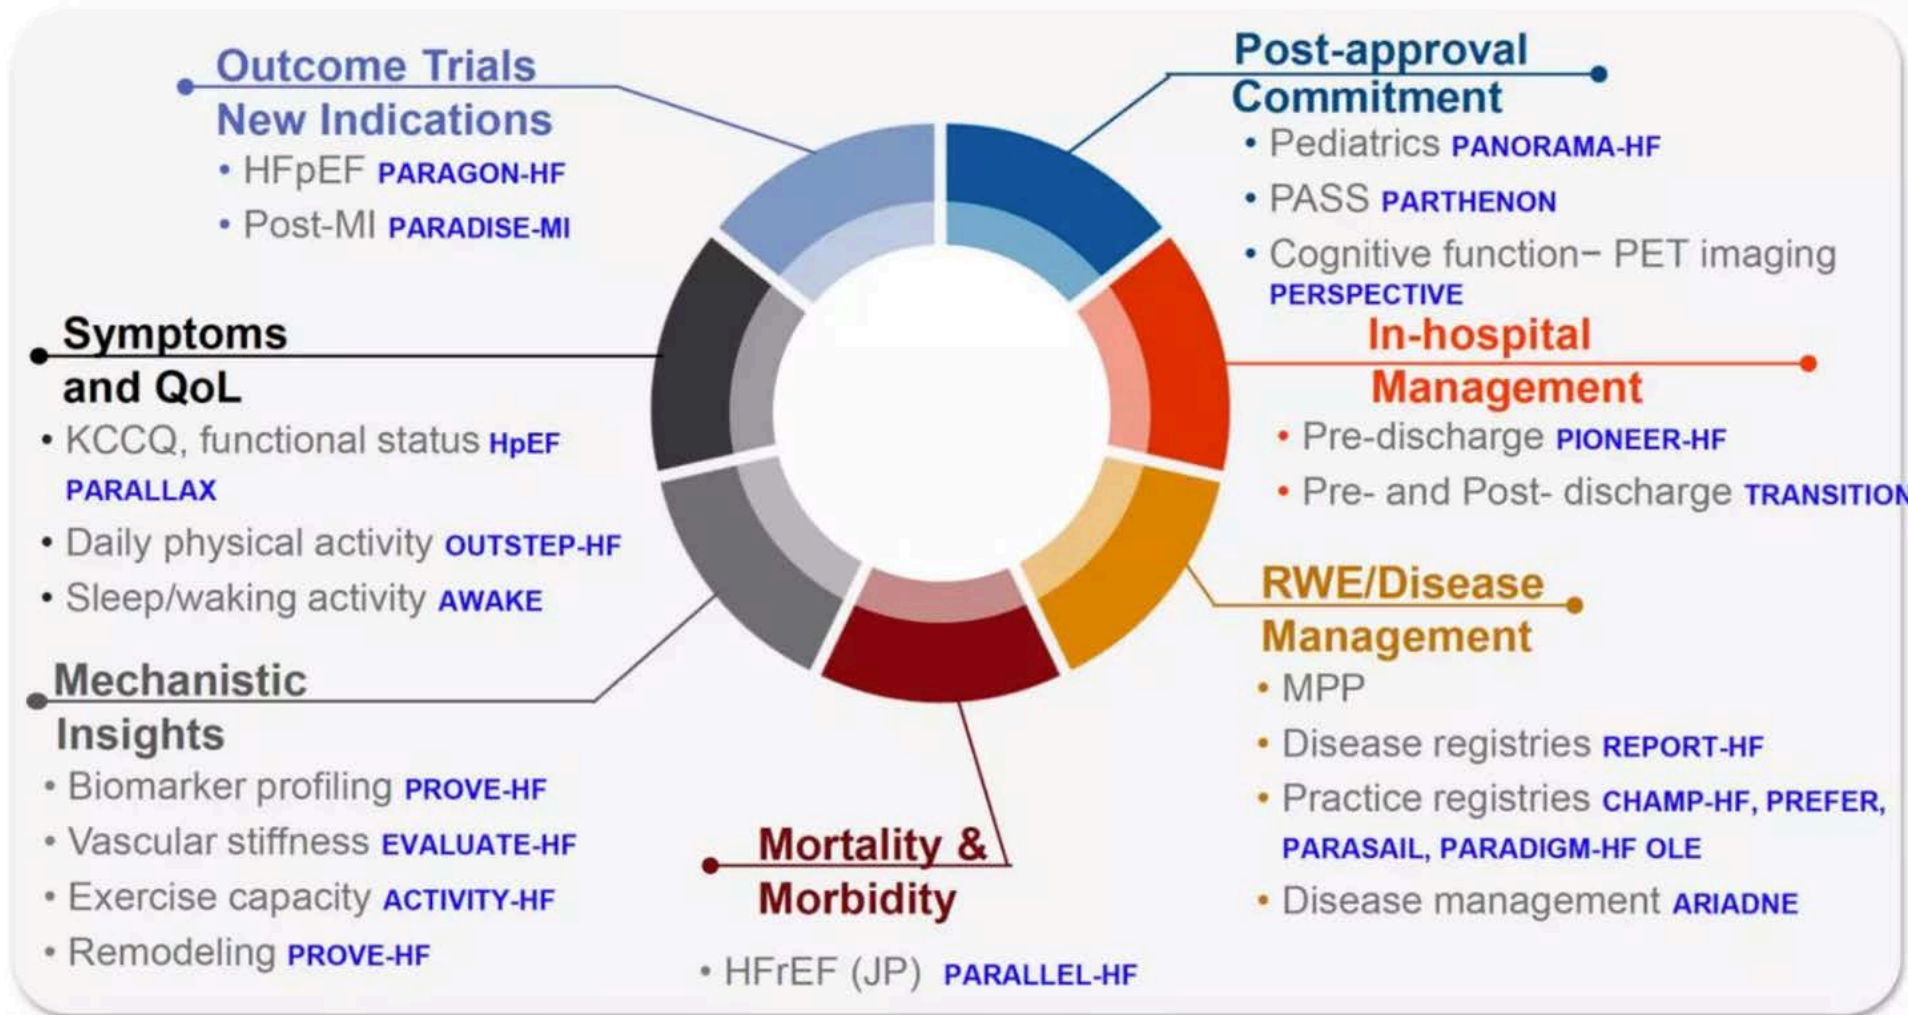 Outcome Trials
New Indications
• HFpEF PARAGON-HF
• Post-MI PARADISE-MI
Post-approval
Commitment
• Pediatrics PANORAMA-HF
• PASS PARTHENON
• Cognitive function− PET imaging
PERSPECTIVE
Symptoms
and QoL
• KCCQ, functional status HpEF
PARALLAX
• Daily physical activity OUTSTEP-HF
• Sleep/waking activity AWAKE
In-hospital
Management
• Pre-discharge PIONEER-HF
• Pre- and Post- discharge TRANSITION
Mechanistic
Insights
• Biomarker profiling PROVE-HF
• Vascular stiffness EVALUATE-HF
• Exercise capacity ACTIVITY-HF
• Remodeling PROVE-HF
Mortality &
Morbidity
• HFrEF (JP) PARALLEL-HF
RWE/Disease
Management
• MPP
• Disease registries REPORT-HF
• Practice registries CHAMP-HF, PREFER,
PARASAIL, PARADIGM-HF OLE
• Disease management ARIADNE